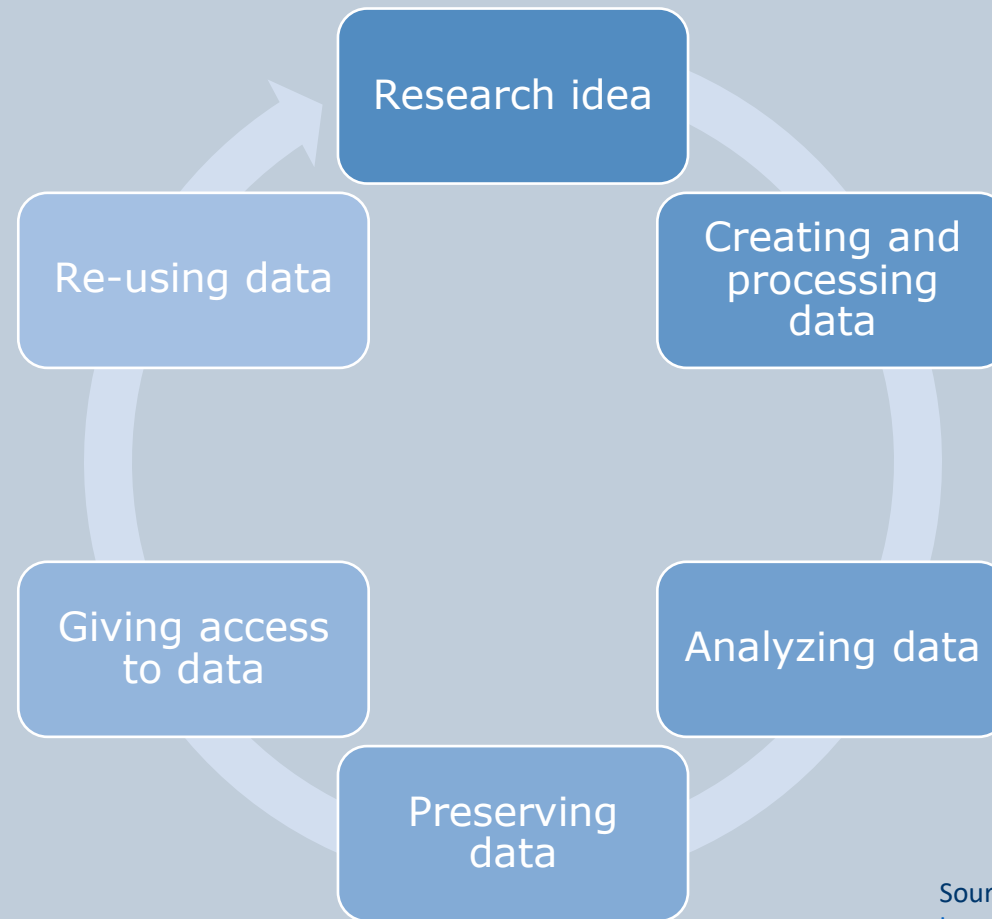 Research idea
Creating and
processing
data
Analyzing data
Preserving
data
Giving access
to data
Re-using data